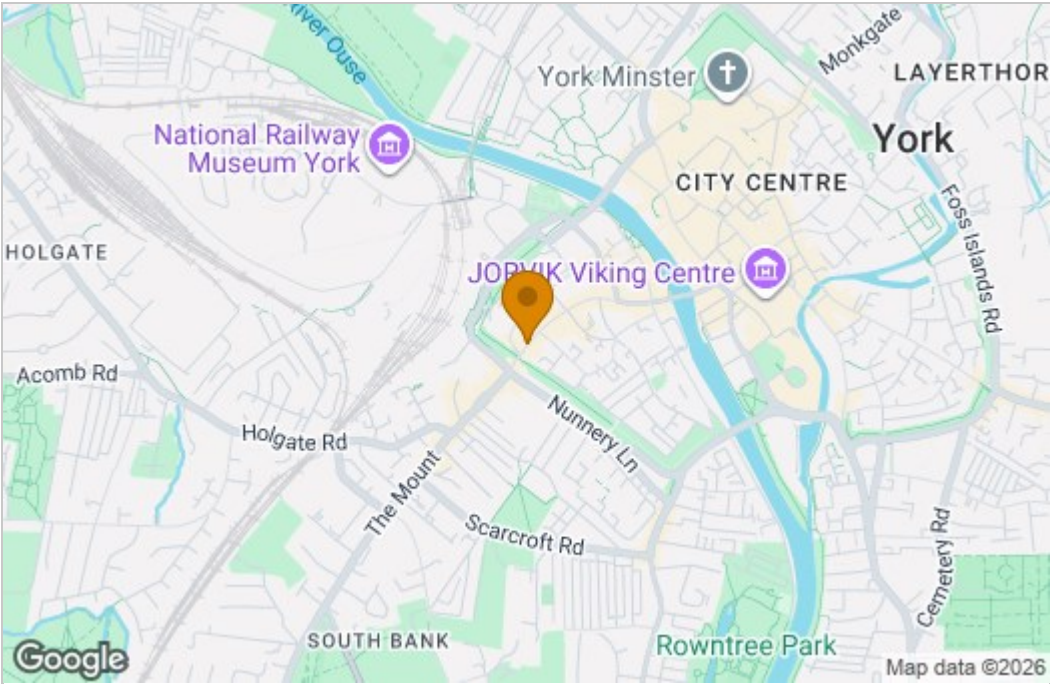 River Ouse
Monkgate
York Minster
LAYERTHOR
National Railway
Museum York
York
CITY CENTRE
Foss Islands Rd
HOLGATE
JORVIK Viking Centre
Acomb Rd
Nunnery Ln
Holgate Rd
The Mount
Scarcroft Rd
Cemetery Rd
SOUTH BANK
Rowntree Park
Google
Map data ©2026